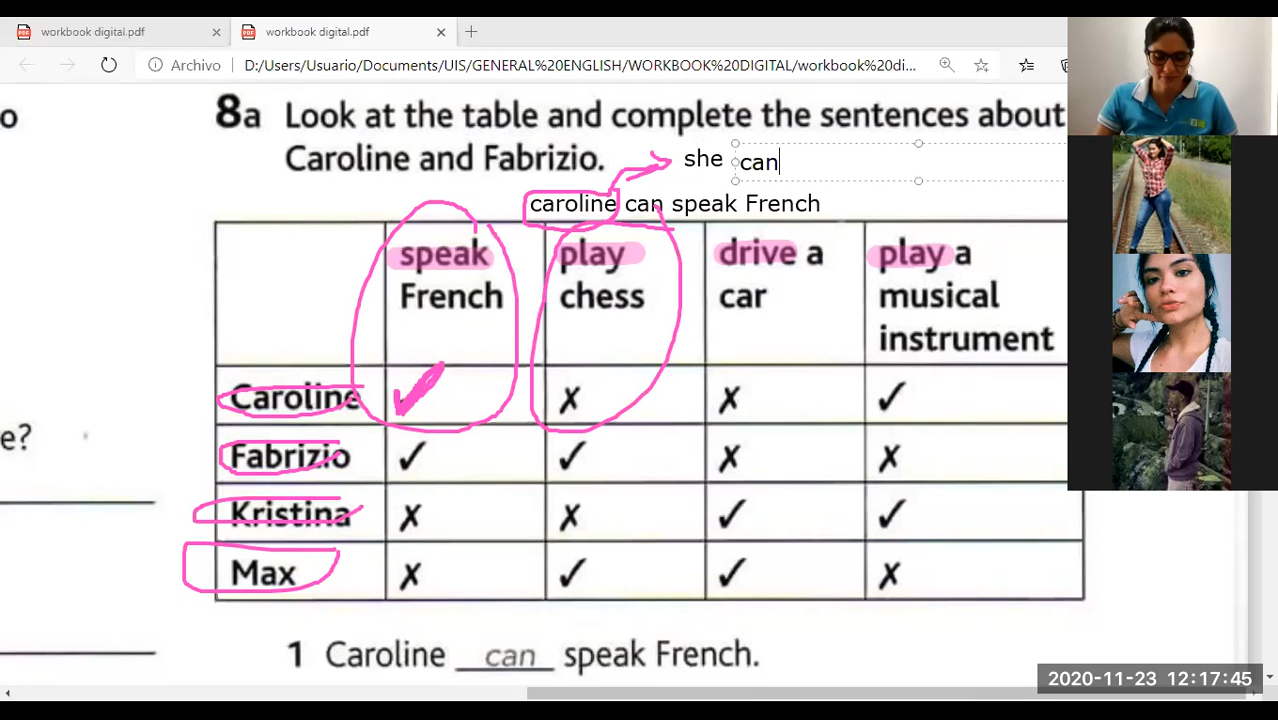 workbook digital.pdf
workbook digital.pdf
Archivo
D:/Users/Usuario/Documents/UIS/GENERAL%20ENGLISH/WORKBOOK%20DIGITAL/workbook%20di...
8a Look at the table and complete the sentences about
Caroline and Fabrizio.
she can
caroline can speak French
speak French
play chess
drive a car
play a musical instrument
Caroline ✓ ✗ ✗ ✓
Fabrizio ✓ ✓ ✗ ✗
Kristina ✗ ✗ ✓ ✓
Max ✗ ✓ ✓ ✗
1 Caroline can speak French.
o
e?
2020-11-23 12:17:45